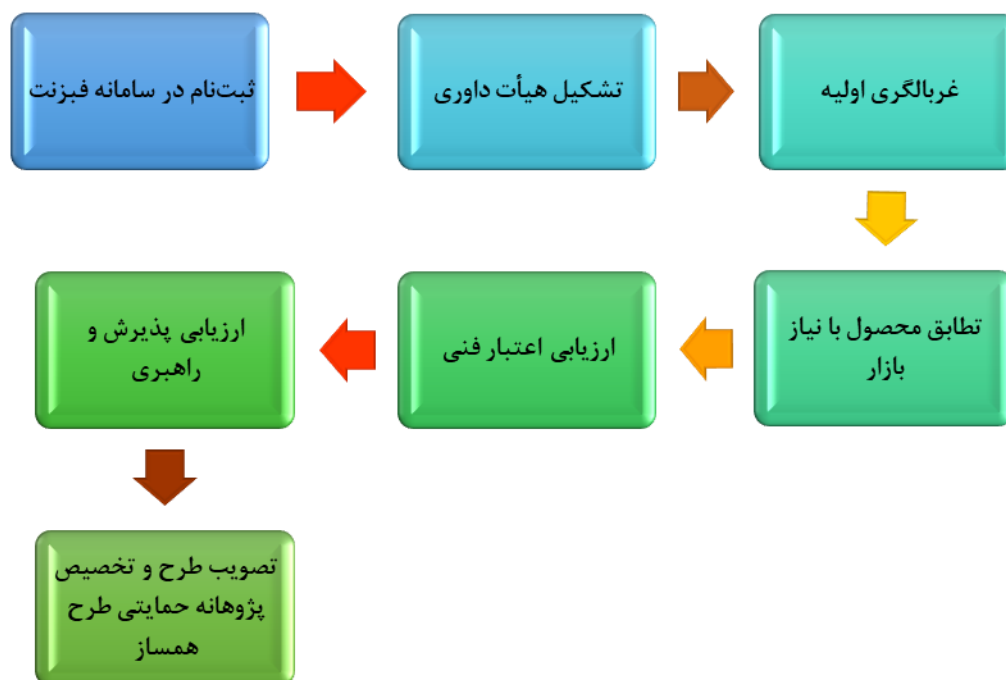 ثبت‌نام در سامانه فبزنت
تشکیل هیأت داوری
غربالگری اولیه
تطابق محصول با نیاز
بازار
ارزیابی اعتبار فنی
ارزیابی پذیرش و
راهبری
تصویب طرح و تخصیص
پژوهانه حمایتی طرح
همساز